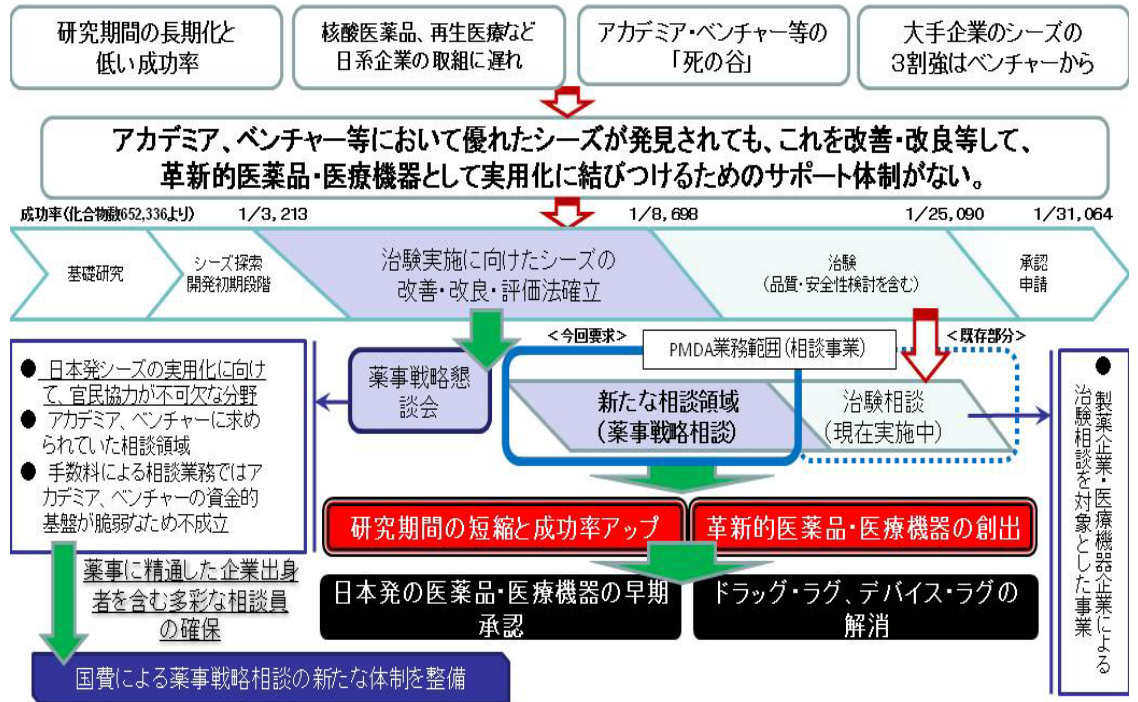 研究期間の長期化と
低い成功率
核酸医薬品、再生医療など
日系企業の取組に遅れ
アカデミア・ベンチャー等の
「死の谷」
大手企業のシーズの
3割強はベンチャーから
アカデミア、ベンチャー等において優れたシーズが発見されても、これを改善・改良等して、
革新的医薬品・医療機器として実用化に結びつけるためのサポート体制がない。
成功率(化合物数652,336より) 1/3,213 1/8,698 1/25,090 1/31,064
基礎研究
シーズ探索
開発初期段階
治験実施に向けたシーズの
改善・改良・評価法確立
治験
(品質・安全性検討を含む)
承認
申請
<今回要求>
PMDA業務範囲(相談事業)
<既存部分>
● 日本発シーズの実用化に向け
て、官民協力が不可欠な分野
● アカデミア、ベンチャーに求め
られていた相談領域
● 手数料による相談業務ではア
カデミア、ベンチャーの資金的
基盤が脆弱なため不成立
薬事戦略懇
談会
新たな相談領域
(薬事戦略相談)
治験相談
(現在実施中)
● 製薬企業・医療機器企業による
治験相談を対象とした事業
研究期間の短縮と成功率アップ
革新的医薬品・医療機器の創出
薬事に精通した企業出身
者を含む多彩な相談員
の確保
日本発の医薬品・医療機器の早期
承認
ドラッグ・ラグ、デバイス・ラグの
解消
国費による薬事戦略相談の新たな体制を整備